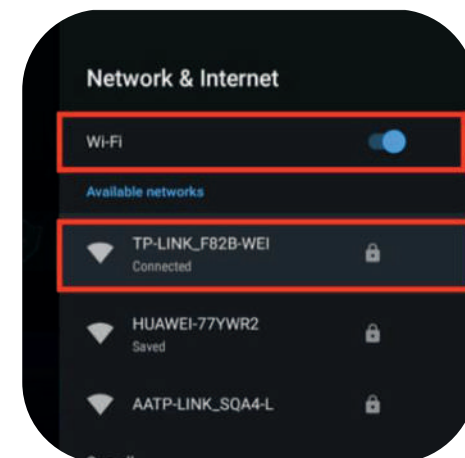 Network & Internet
Wi-Fi
Available networks
TP-LINK_F82B-WEI
Connected
HUAWEI-77YWR2
Saved
AATP-LINK_SQA4-L